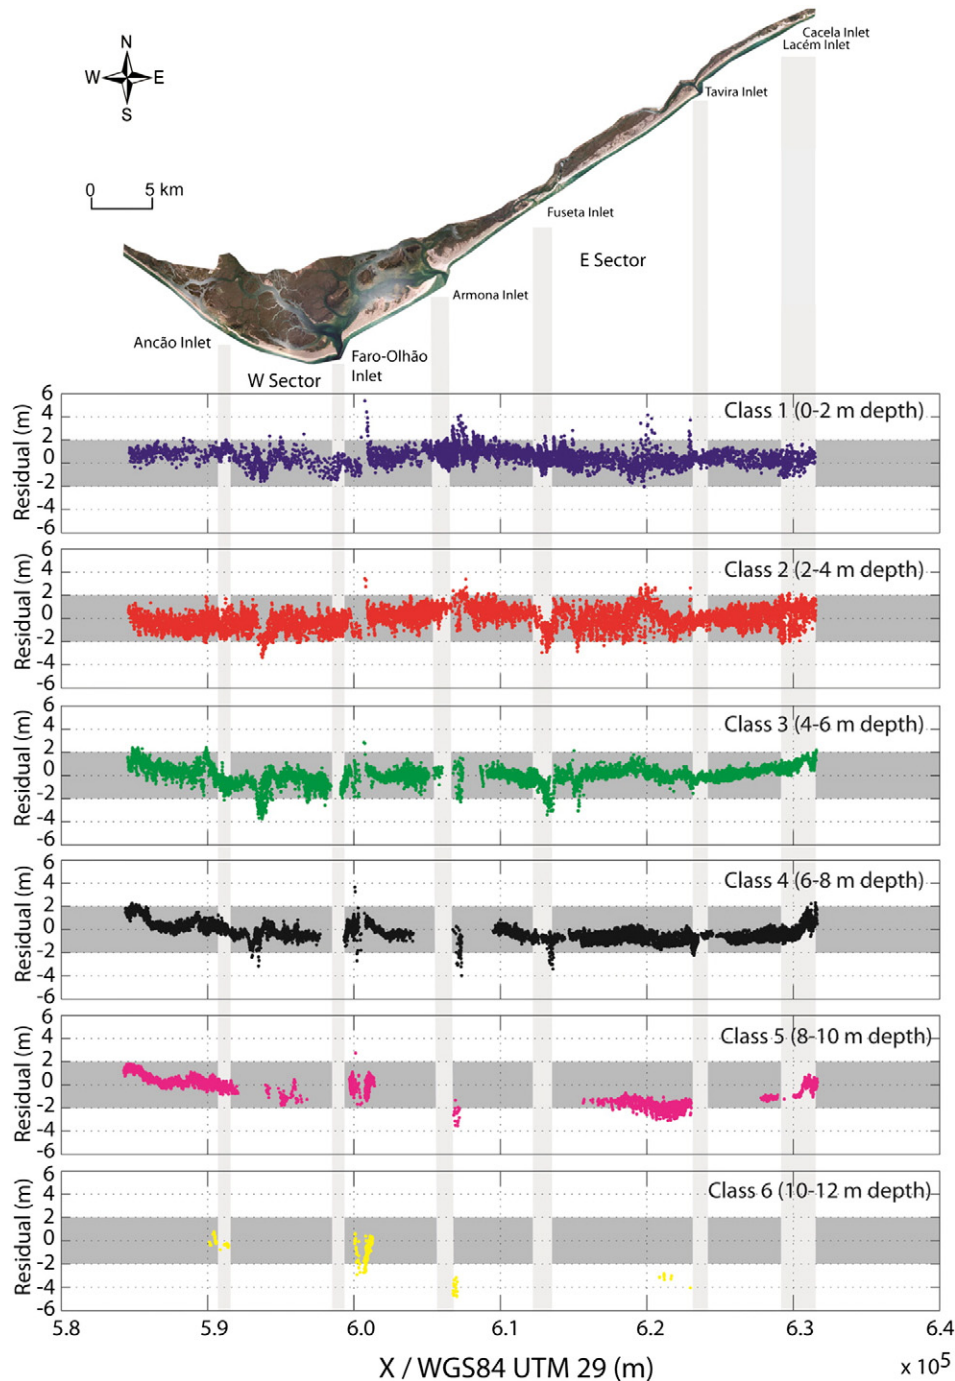 N
W E
S
0 5 km
Cacela Inlet
Lacém Inlet
Tavira Inlet
Fuseta Inlet
E Sector
Armona Inlet
Ancão Inlet
Faro-Olhão
Inlet
W Sector
Class 1 (0-2 m depth)
Residual (m)
6
4
2
0
-2
-4
-6
Class 2 (2-4 m depth)
Residual (m)
6
4
2
0
-2
-4
-6
Class 3 (4-6 m depth)
Residual (m)
6
4
2
0
-2
-4
-6
Class 4 (6-8 m depth)
Residual (m)
6
4
2
0
-2
-4
-6
Class 5 (8-10 m depth)
Residual (m)
6
4
2
0
-2
-4
-6
Class 6 (10-12 m depth)
Residual (m)
6
4
2
0
-2
-4
-6
5.8 5.9 6.0 6.1 6.2 6.3 6.4
X / WGS84 UTM 29 (m) x 10⁵